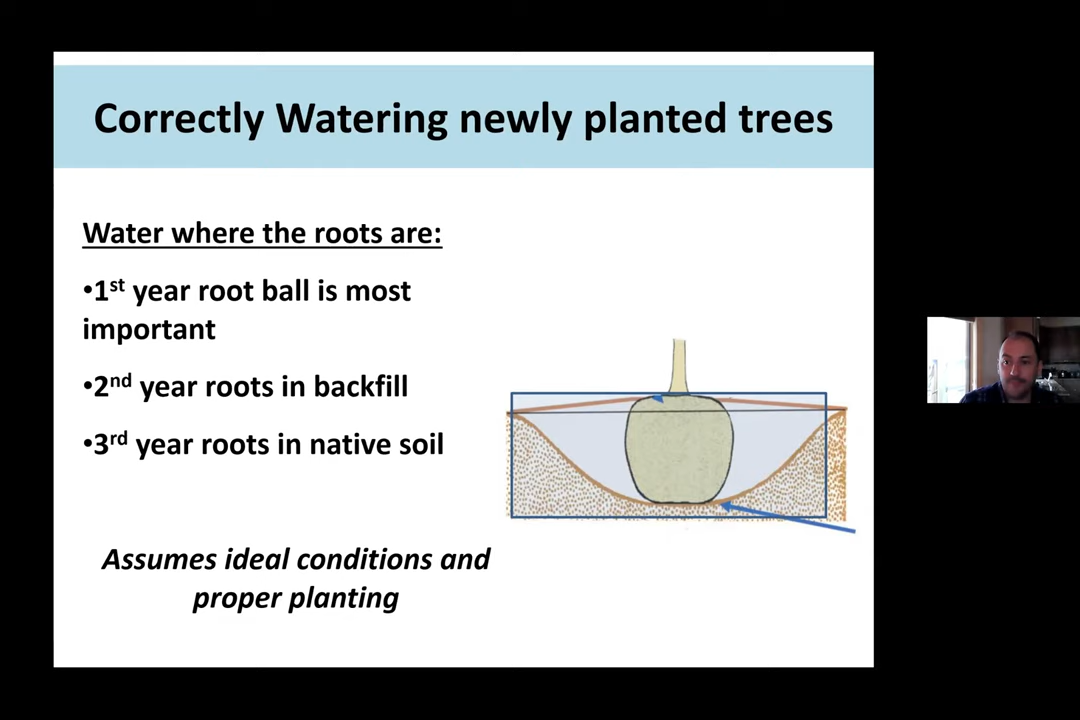 Correctly Watering newly planted trees
Water where the roots are:
•1st year root ball is most
important
•2nd year roots in backfill
•3rd year roots in native soil
Assumes ideal conditions and
proper planting